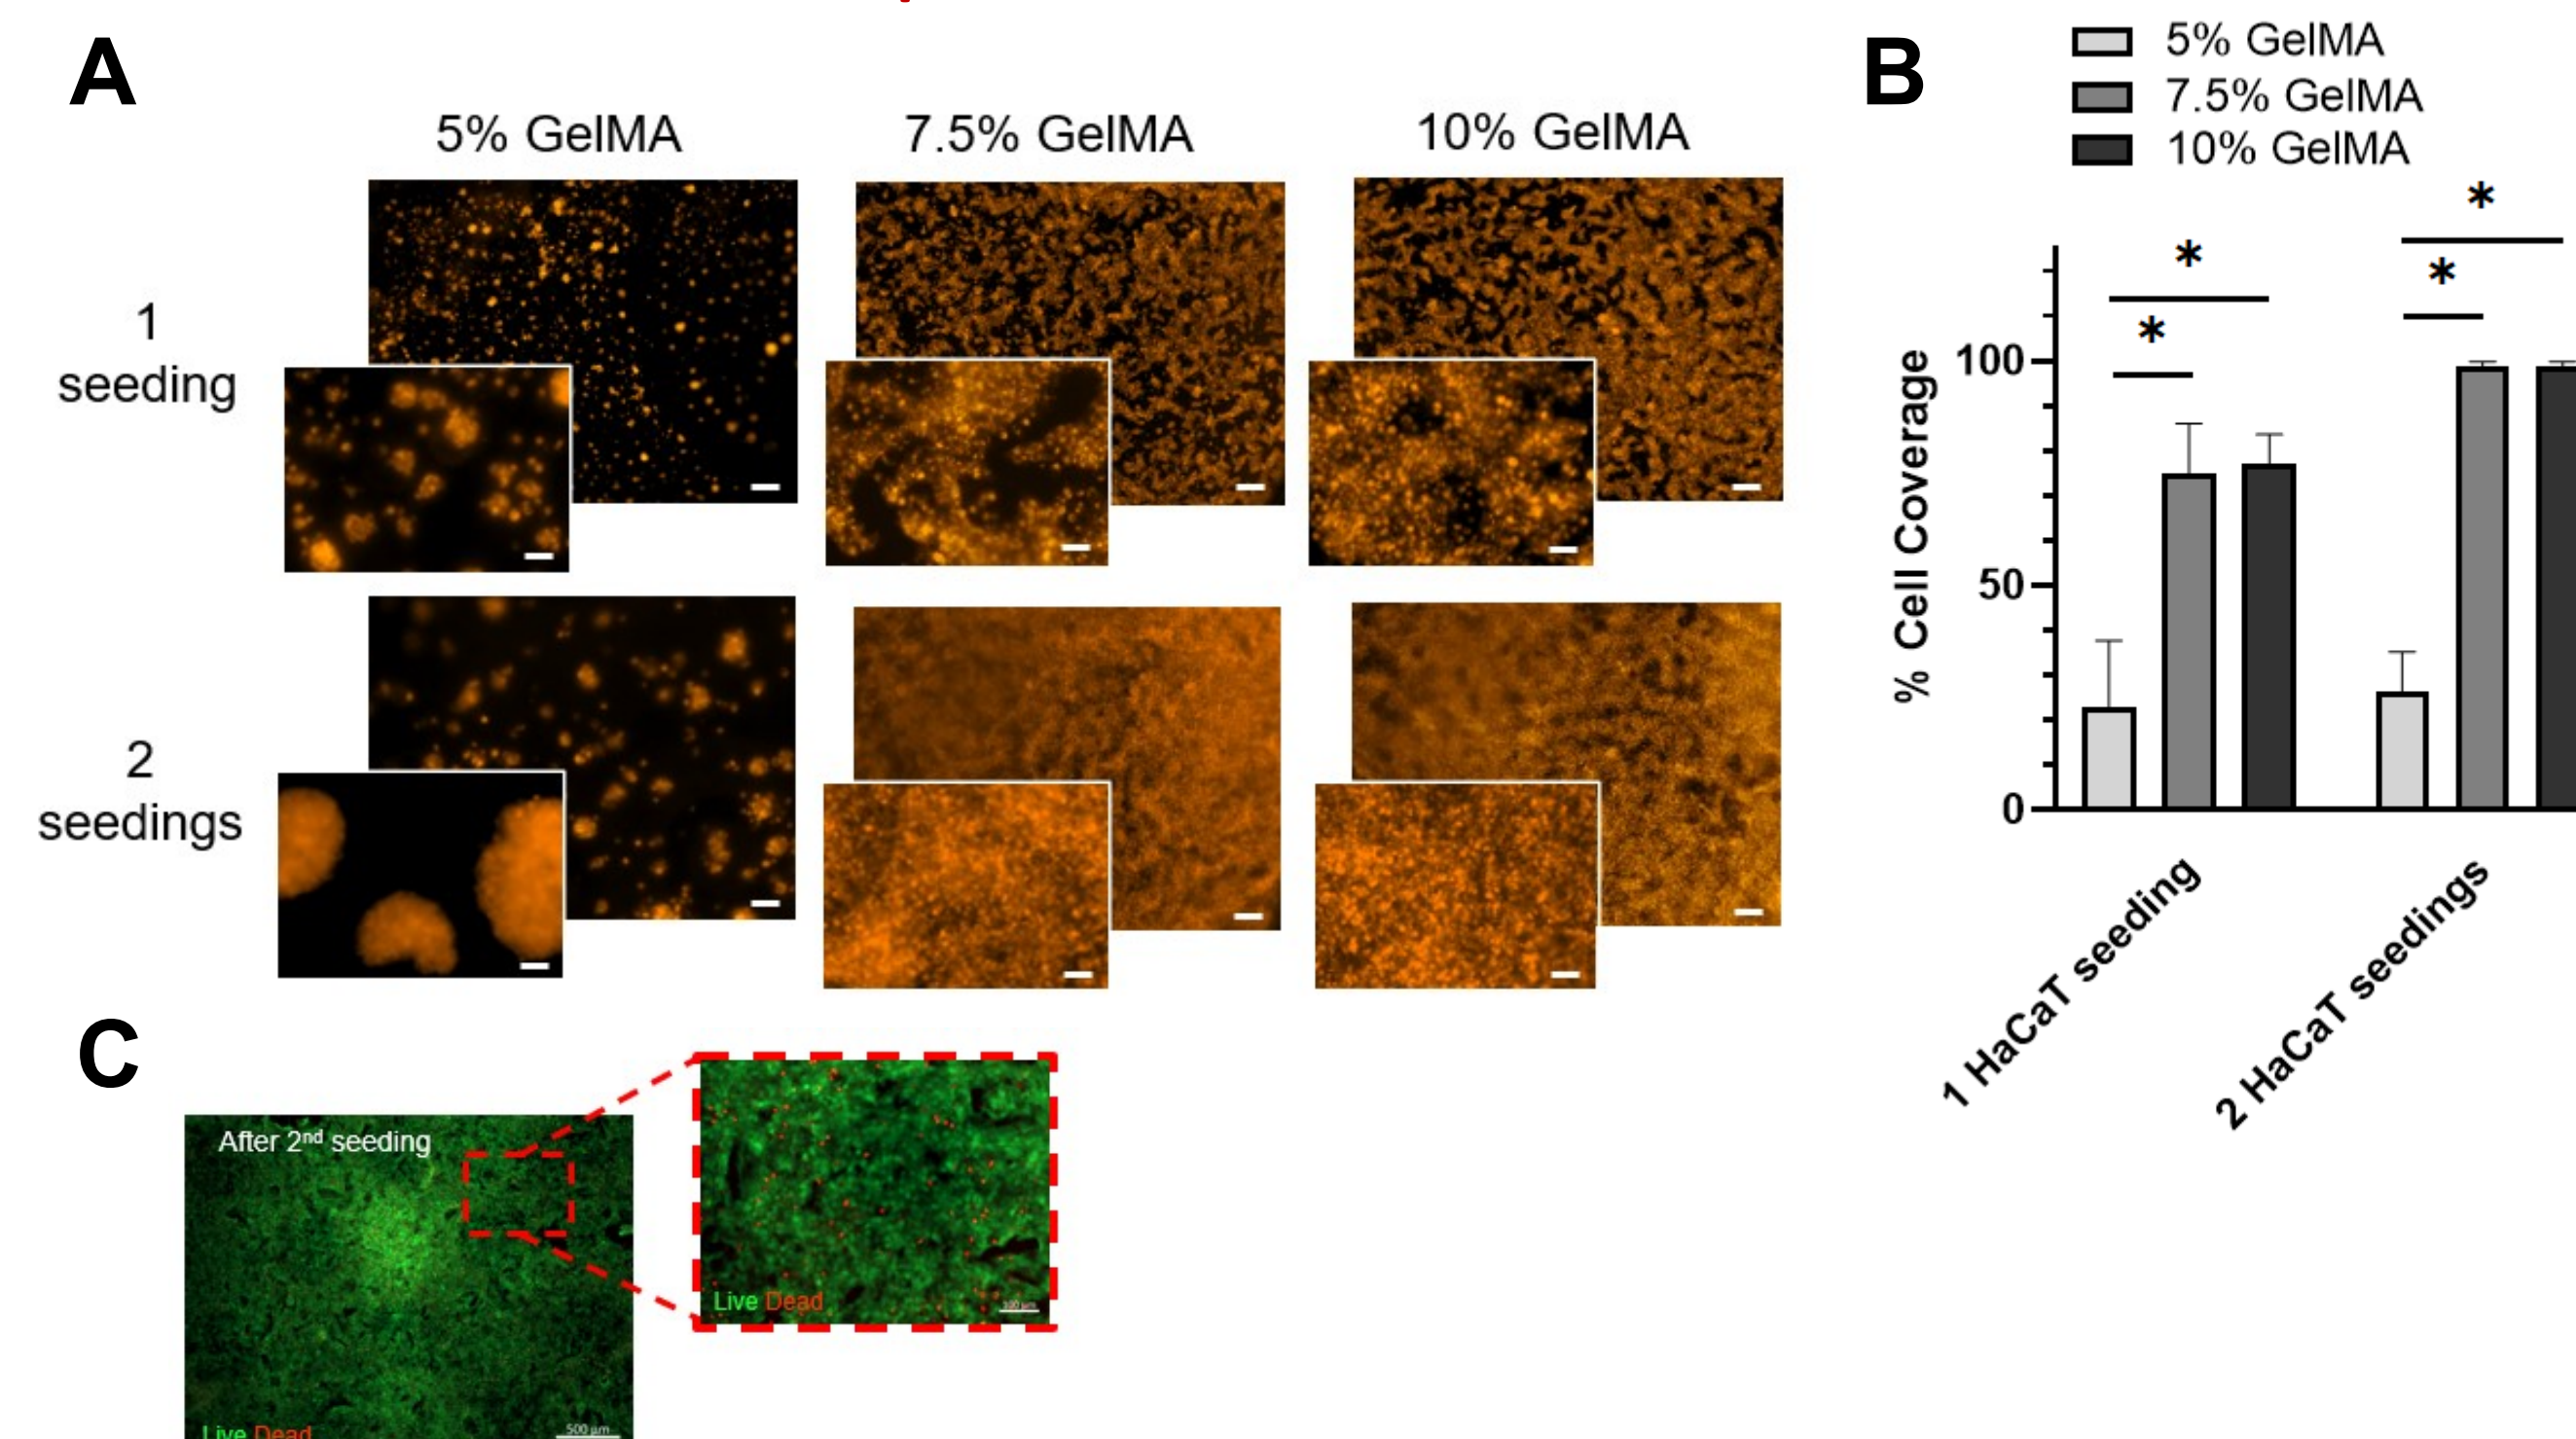 A
5% GelMA
7.5% GelMA
10% GelMA
1
seeding
2
seedings
B
5% GelMA
7.5% GelMA
10% GelMA
*
*
*
*
% Cell Coverage
100
50
0
1 HaCaT seeding
2 HaCaT seedings
C
After 2nd seeding
Live Dead
500 µm
Live Dead
100 µm